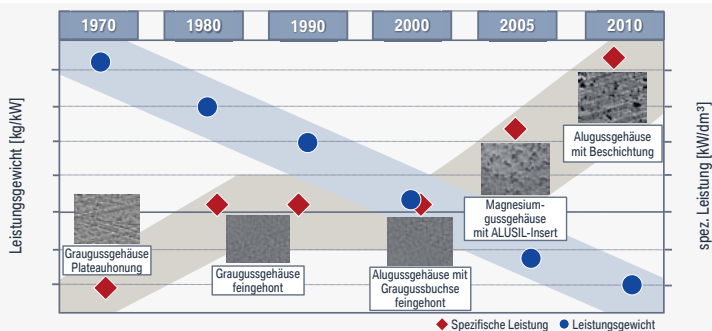 1970 1980 1990 2000 2005 2010
Leistungsgewicht [kg/kW]
spez. Leistung [kW/dm³]
Alugussgehäuse
mit Beschichtung
Magnesium-
gussgehäuse
mit ALUSIL-Insert
Graugussgehäuse
Plateauhonung
Graugussgehäuse
feingehont
Alugussgehäuse mit
Graugussbuchse
feingehont
Spezifische Leistung Leistungsgewicht